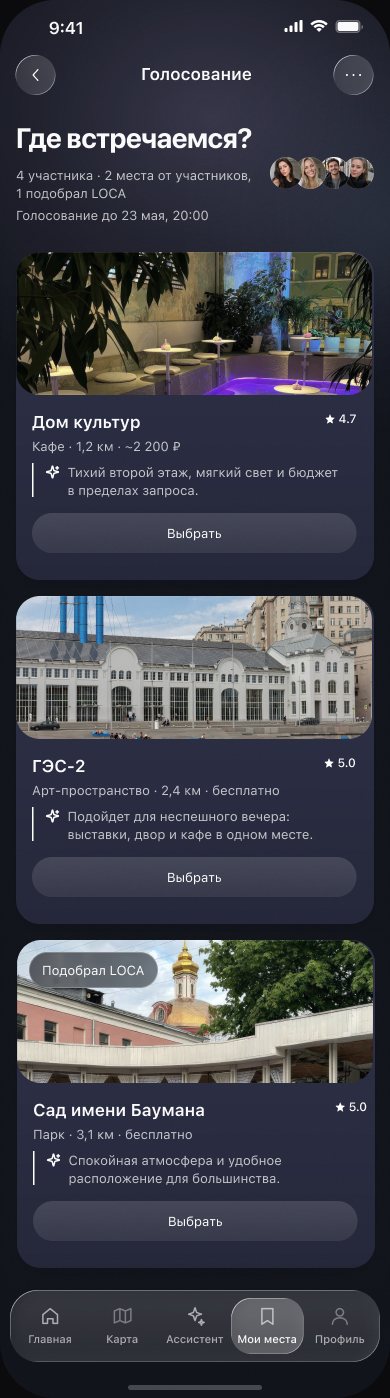 9:41
Голосование
Где встречаемся?
4 участника · 2 места от участников,
1 подобрал LOCA
Голосование до 23 мая, 20:00
Дом культур
★ 4.7
Кафе · 1,2 км · ~2 200 ₽
Тихий второй этаж, мягкий свет и бюджет
в пределах запроса.
Выбрать
ГЭС-2
★ 5.0
Арт-пространство · 2,4 км · бесплатно
Подойдет для неспешного вечера:
выставки, двор и кафе в одном месте.
Выбрать
Подобрал LOCA
Сад имени Баумана
★ 5.0
Парк · 3,1 км · бесплатно
Спокойная атмосфера и удобное
расположение для большинства.
Выбрать
Главная
Карта
Ассистент
Мои места
Профиль